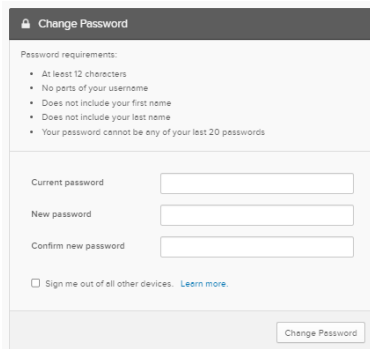 Change Password
Password requirements:
• At least 12 characters
• No parts of your username
• Does not include your first name
• Does not include your last name
• Your password cannot be any of your last 20 passwords
Current password
New password
Confirm new password
Sign me out of all other devices. Learn more.
Change Password